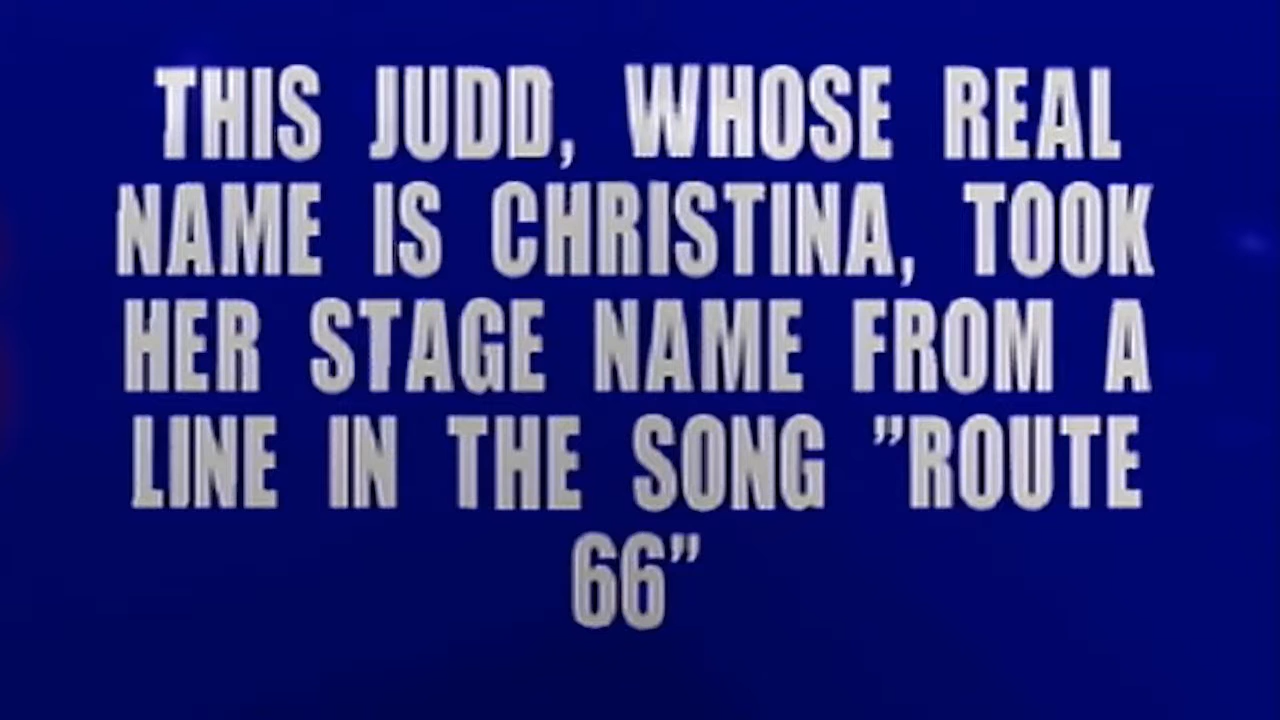 THIS JUDD, WHOSE REAL
NAME IS CHRISTINA, TOOK
HER STAGE NAME FROM A
LINE IN THE SONG ”ROUTE
66”